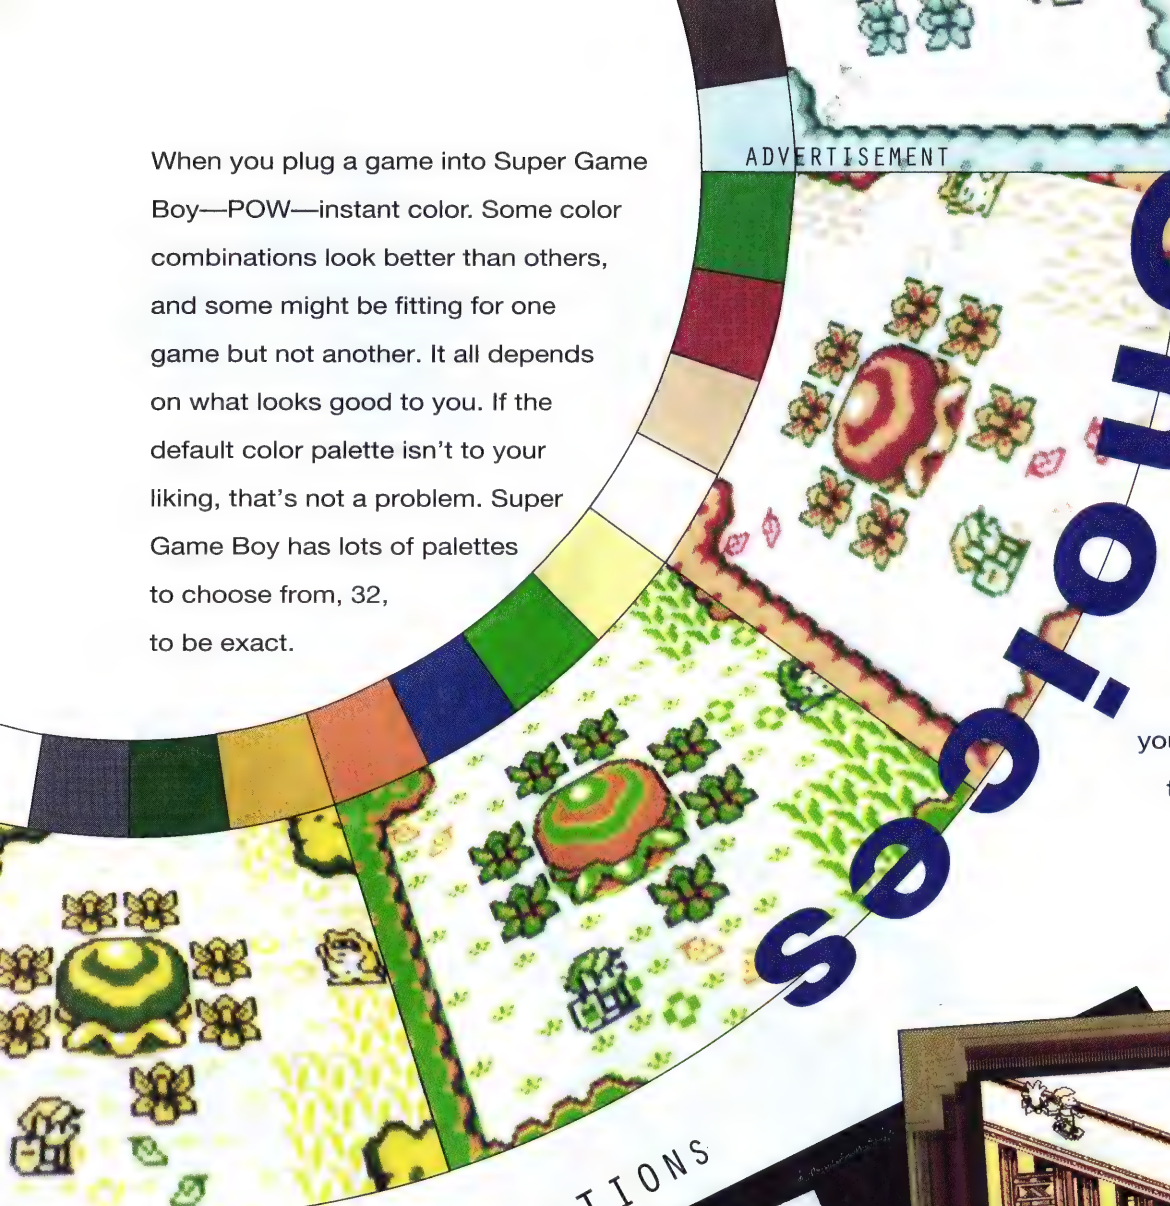 ADVERTISEMENT
When you plug a game into Super Game
Boy—POW—instant color. Some color
combinations look better than others,
and some might be fitting for one
game but not another. It all depends
on what looks good to you. If the
default color palette isn't to your
liking, that's not a problem. Super
Game Boy has lots of palettes
to choose from, 32,
to be exact.
choices
TIONS